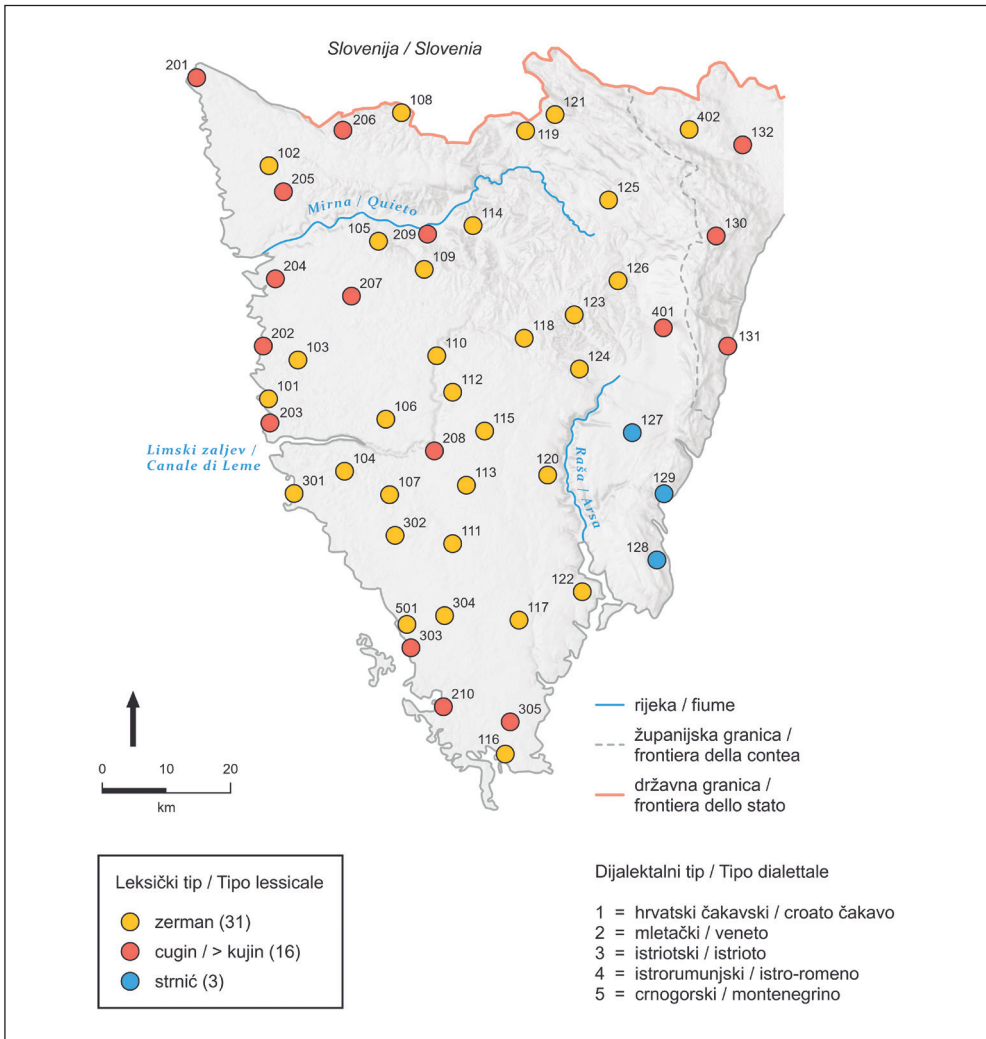 Slovenija / Slovenia
201
108
121
206
402
119
132
102
205
125
Mirna / Quieto
114
105
209
130
109
204
126
207
123
401
118
202
110
131
103
124
112
101
106
127
203
115
208
Limski zaljev /
Canale di Leme
104
120
113
301
107
129
Raša / Arsa
302
111
128
122
304
501
117
303
210
305
116
0 10 20
km
rijeka / fiume
županijska granica /
frontiera della contea
državna granica /
frontiera dello stato
Leksički tip / Tipo lessicale
zerman (31)
cugin / > kujin (16)
strnić (3)
Dijalektalni tip / Tipo dialettale
1 = hrvatski čakavski / croato čakavo
2 = mletački / veneto
3 = istriotski / istrioto
4 = istrorumunjski / istro-romeno
5 = crnogorski / montenegrino